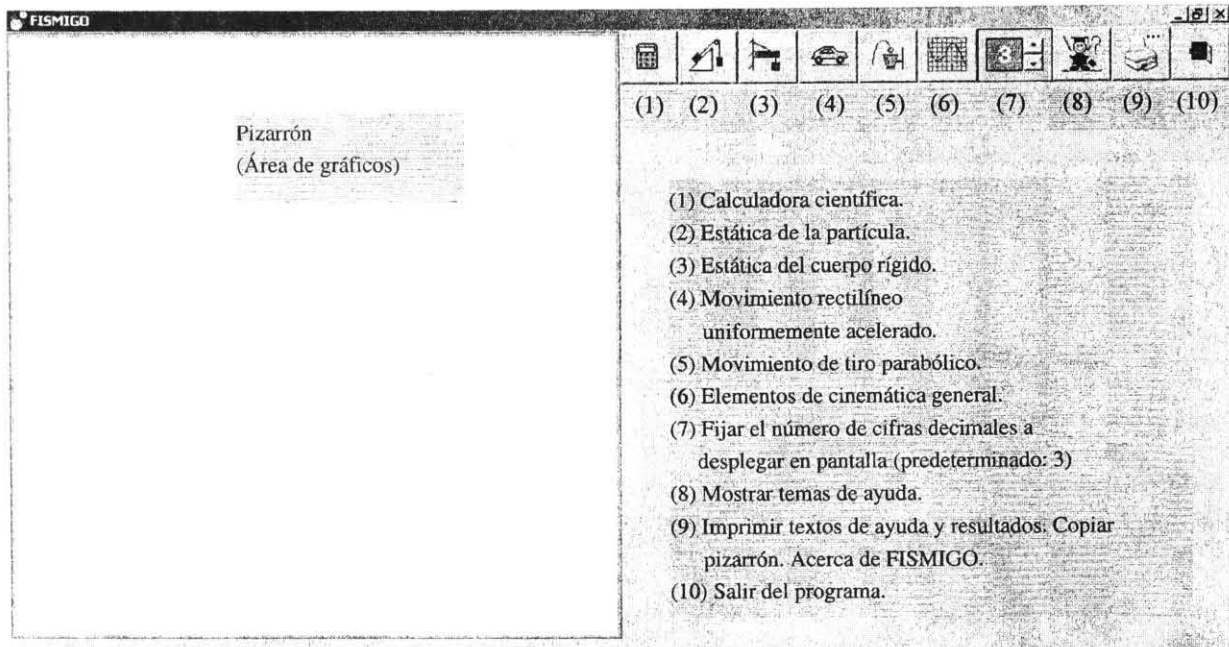 FISMIGO
3
(1) (2) (3) (4) (5) (6) (7) (8) (9) (10)
Pizarrón
(Área de gráficos)
(1) Calculadora científica.
(2) Estática de la partícula.
(3) Estática del cuerpo rígido.
(4) Movimiento rectilíneo
uniformemente acelerado.
(5) Movimiento de tiro parabólico.
(6) Elementos de cinemática general.
(7) Fijar el número de cifras decimales a
desplegar en pantalla (predeterminado: 3)
(8) Mostrar temas de ayuda.
(9) Imprimir textos de ayuda y resultados. Copiar
pizarrón. Acerca de FISMIGO.
(10) Salir del programa.